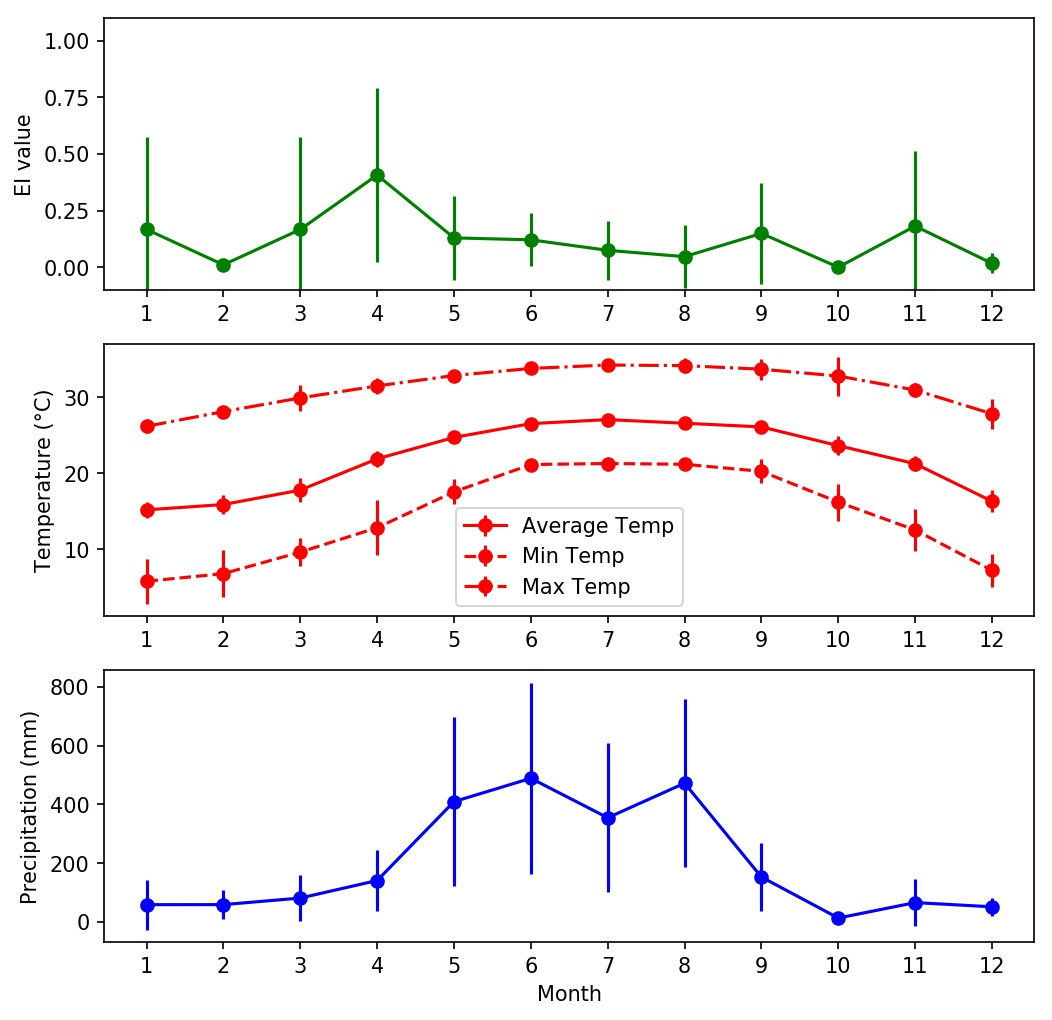 1.00
0.75
0.50
0.25
0.00
EI value
1 2 3 4 5 6 7 8 9 10 11 12
30
20
10
Temperature (°C)
Average Temp
Min Temp
Max Temp
1 2 3 4 5 6 7 8 9 10 11 12
800
600
400
200
0
Precipitation (mm)
1 2 3 4 5 6 7 8 9 10 11 12
Month